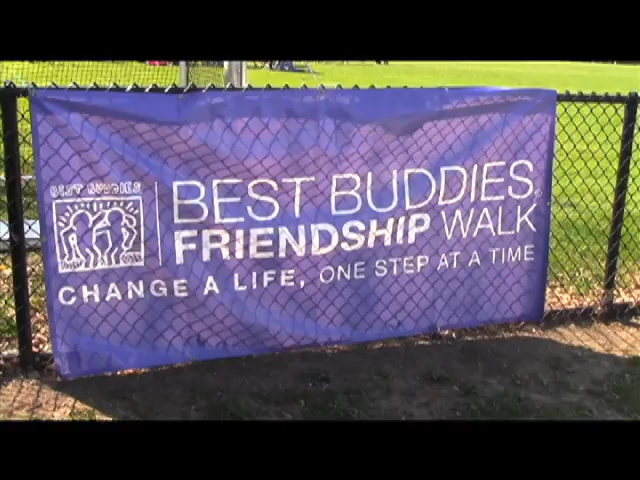 BEST BUDDIES
BEST BUDDIES®
FRIENDSHIP WALK
CHANGE A LIFE, ONE STEP AT A TIME